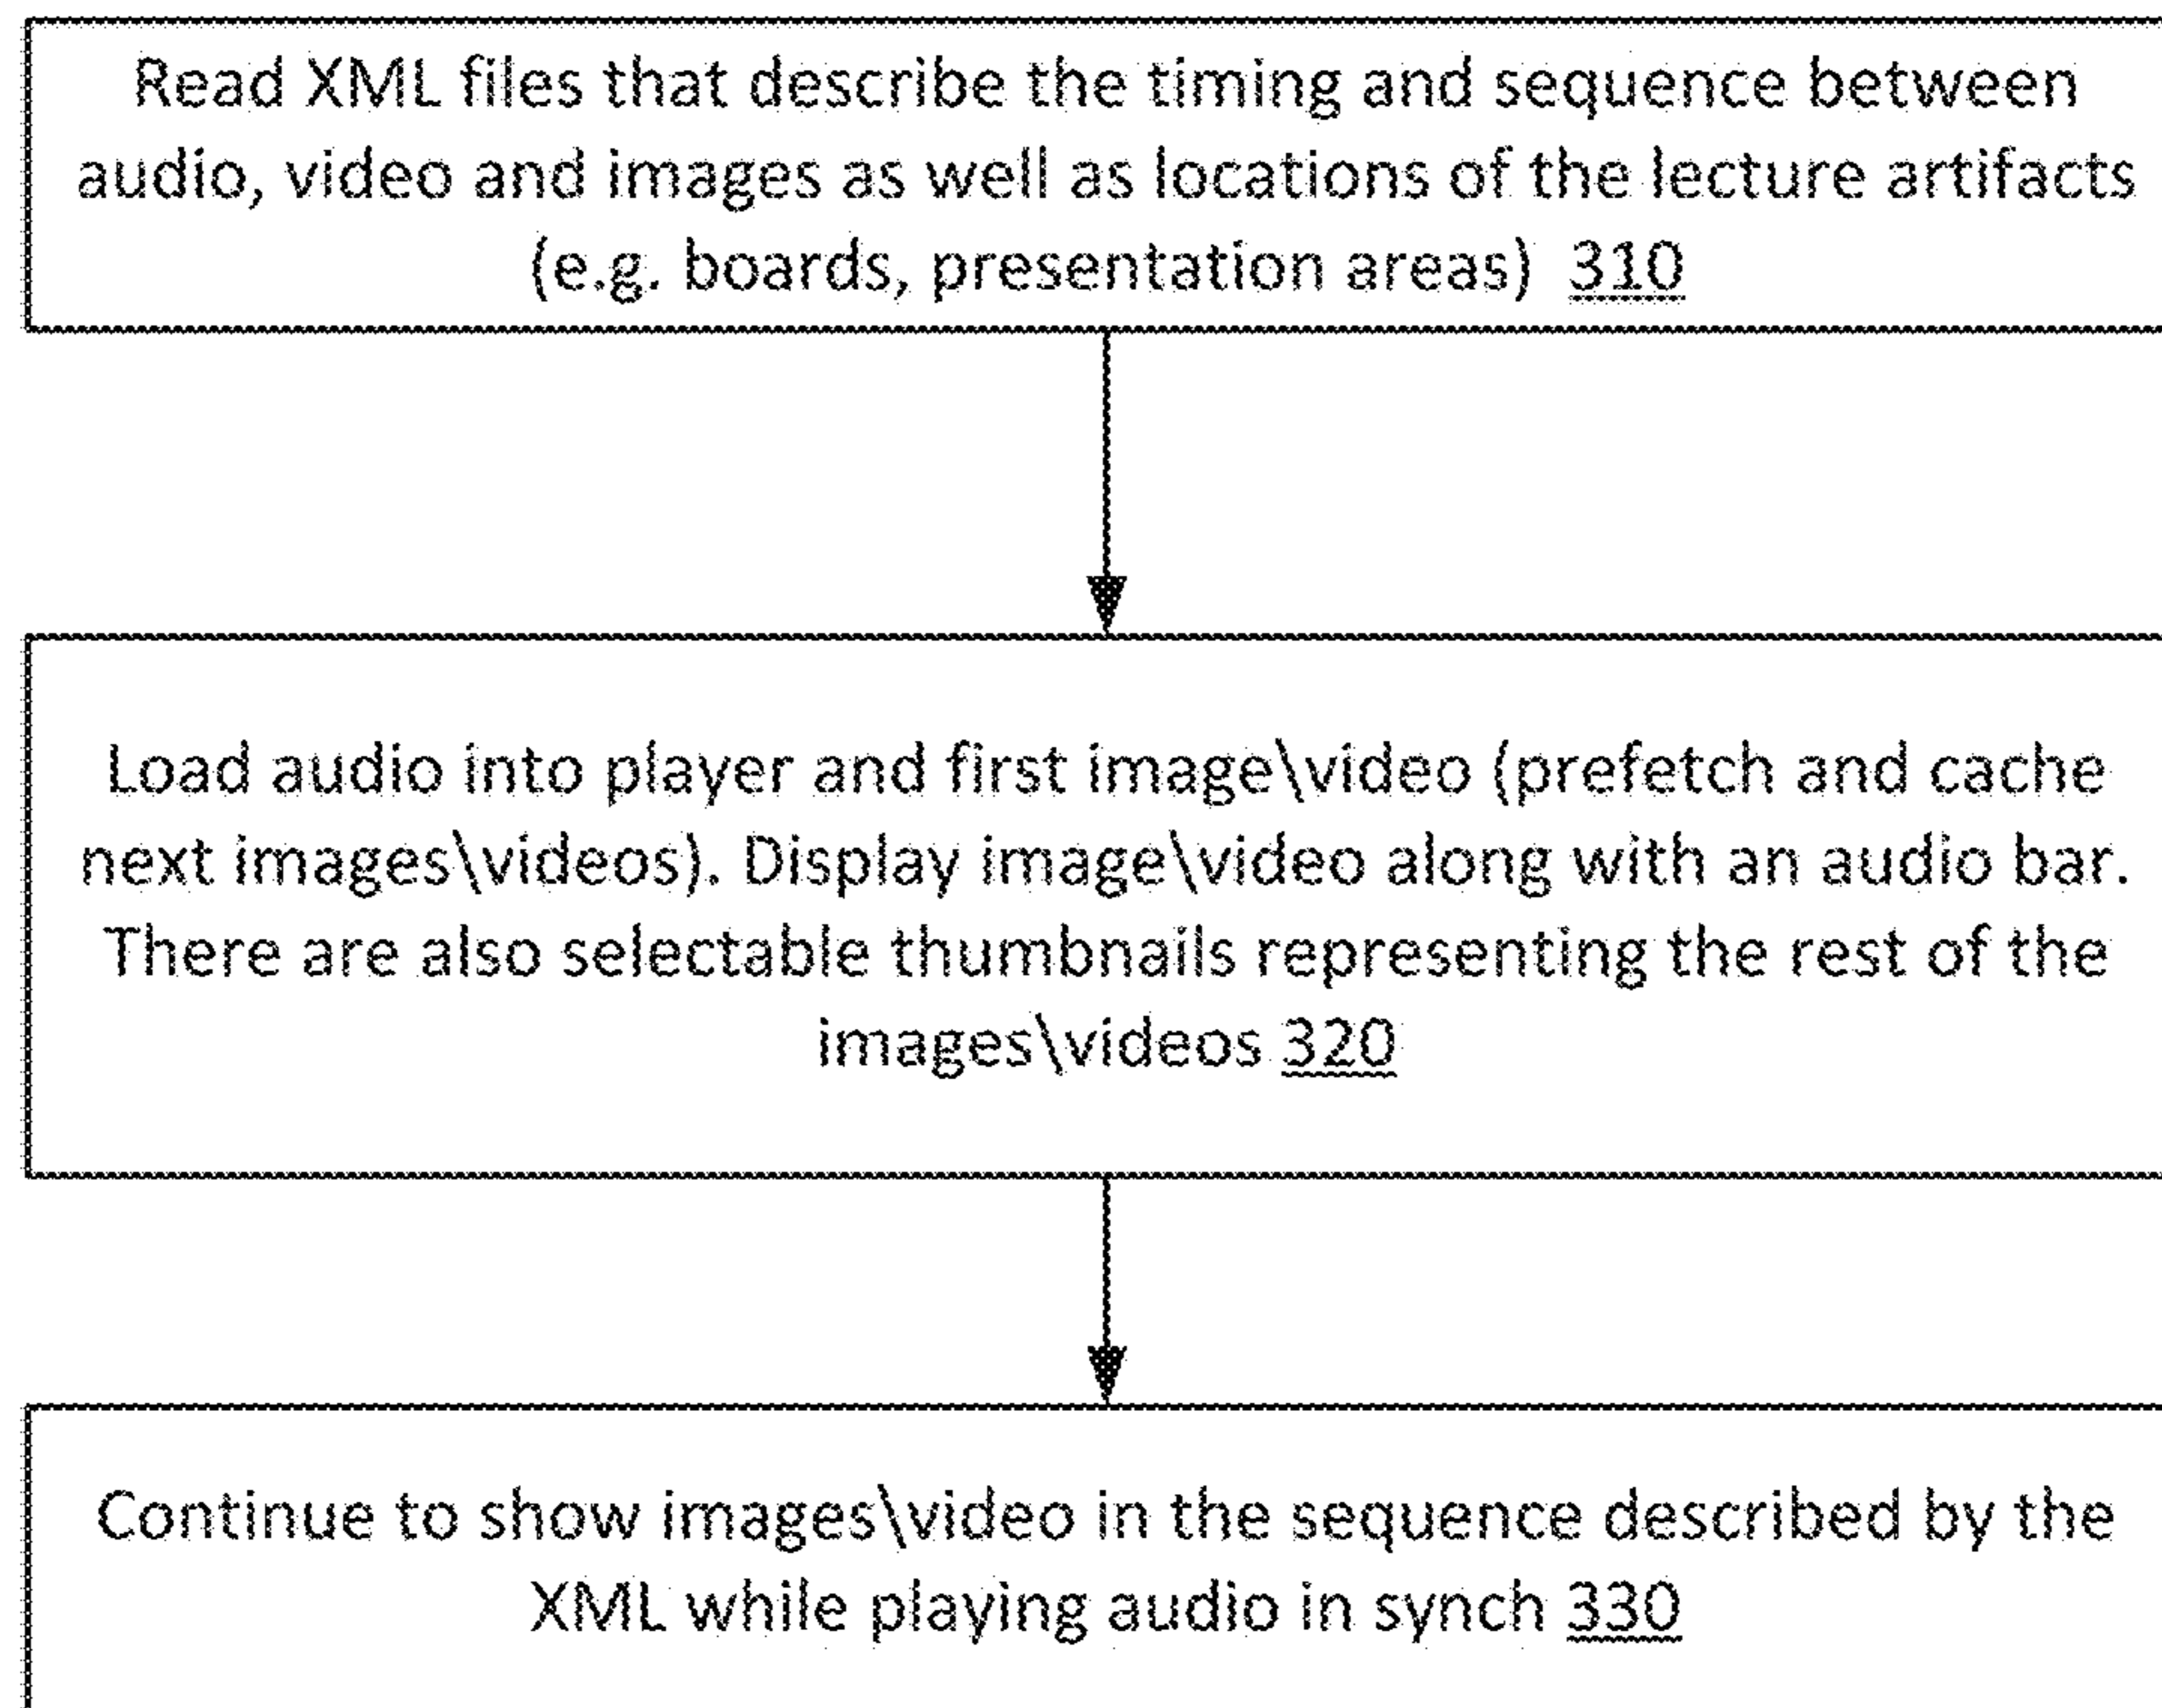 Read XML files that describe the timing and sequence between
audio, video and images as well as locations of the lecture artifacts
(e.g. boards, presentation areas) 310
Load audio into player and first image\video (prefetch and cache
next images\videos). Display image\video along with an audio bar.
There are also selectable thumbnails representing the rest of the
images\videos 320
Continue to show images\video in the sequence described by the
XML while playing audio in synch 330